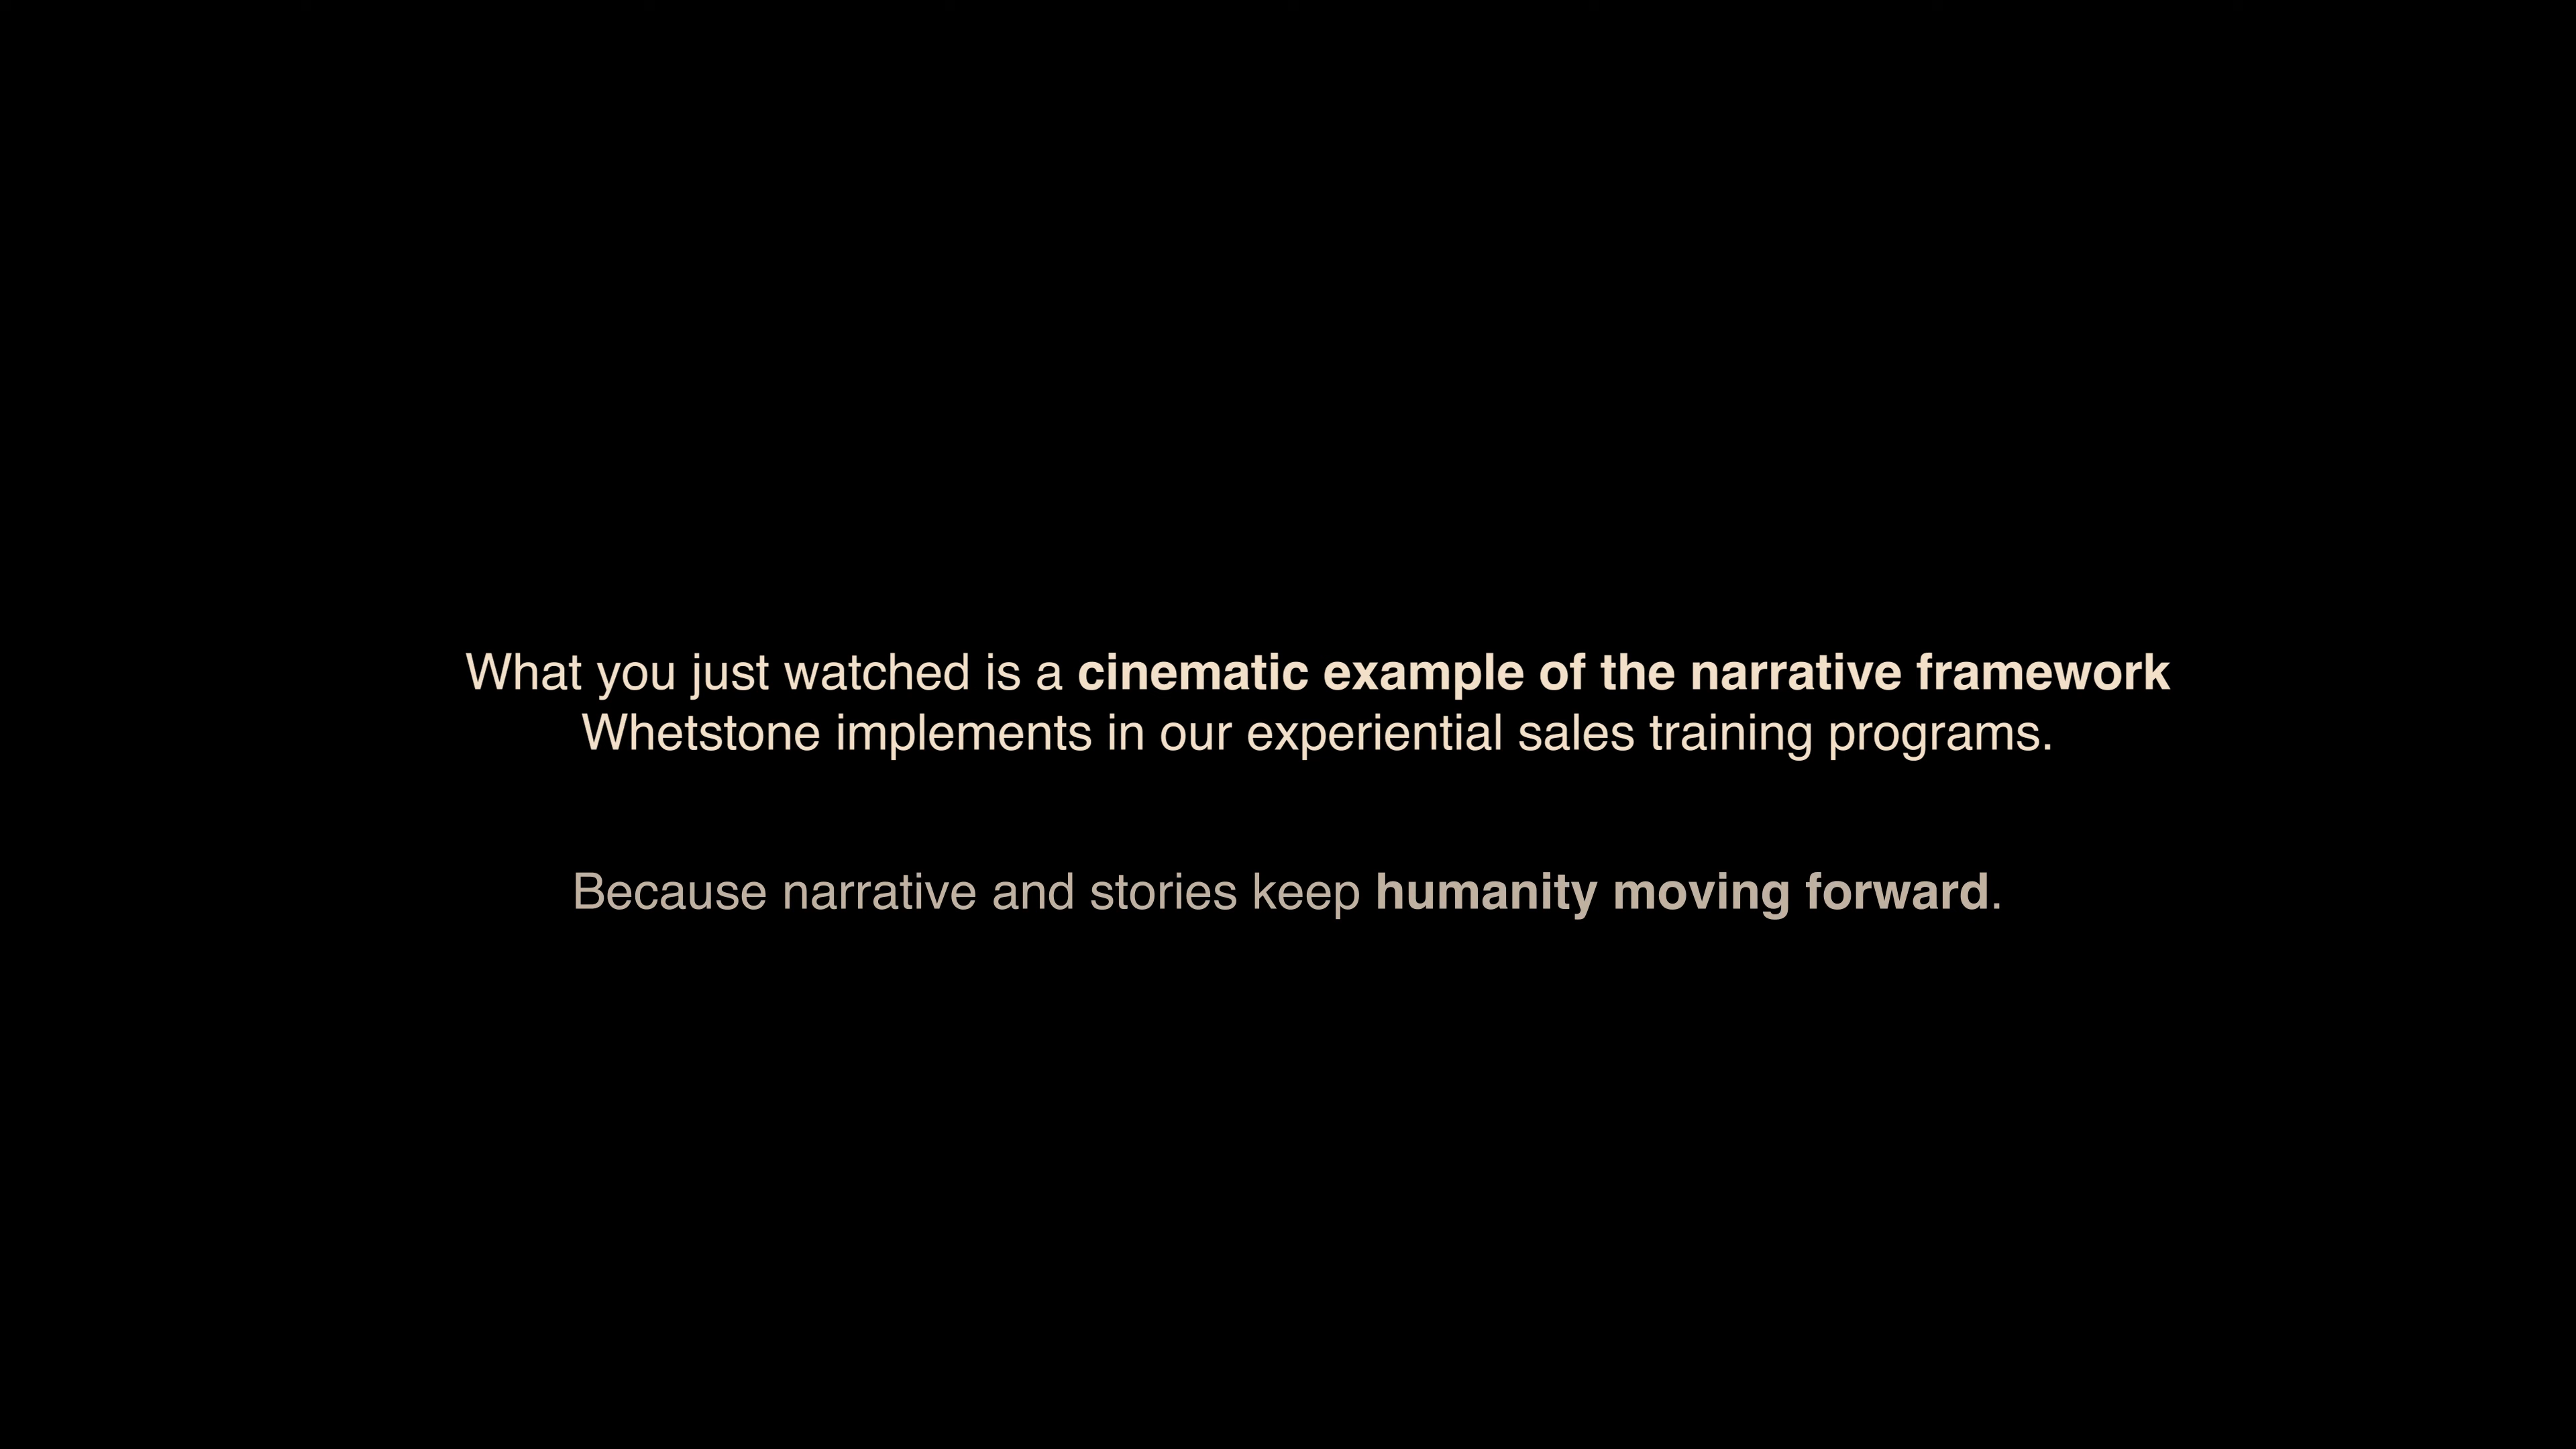 What you just watched is a cinematic example of the narrative framework
Whetstone implements in our experiential sales training programs.
Because narrative and stories keep humanity moving forward.